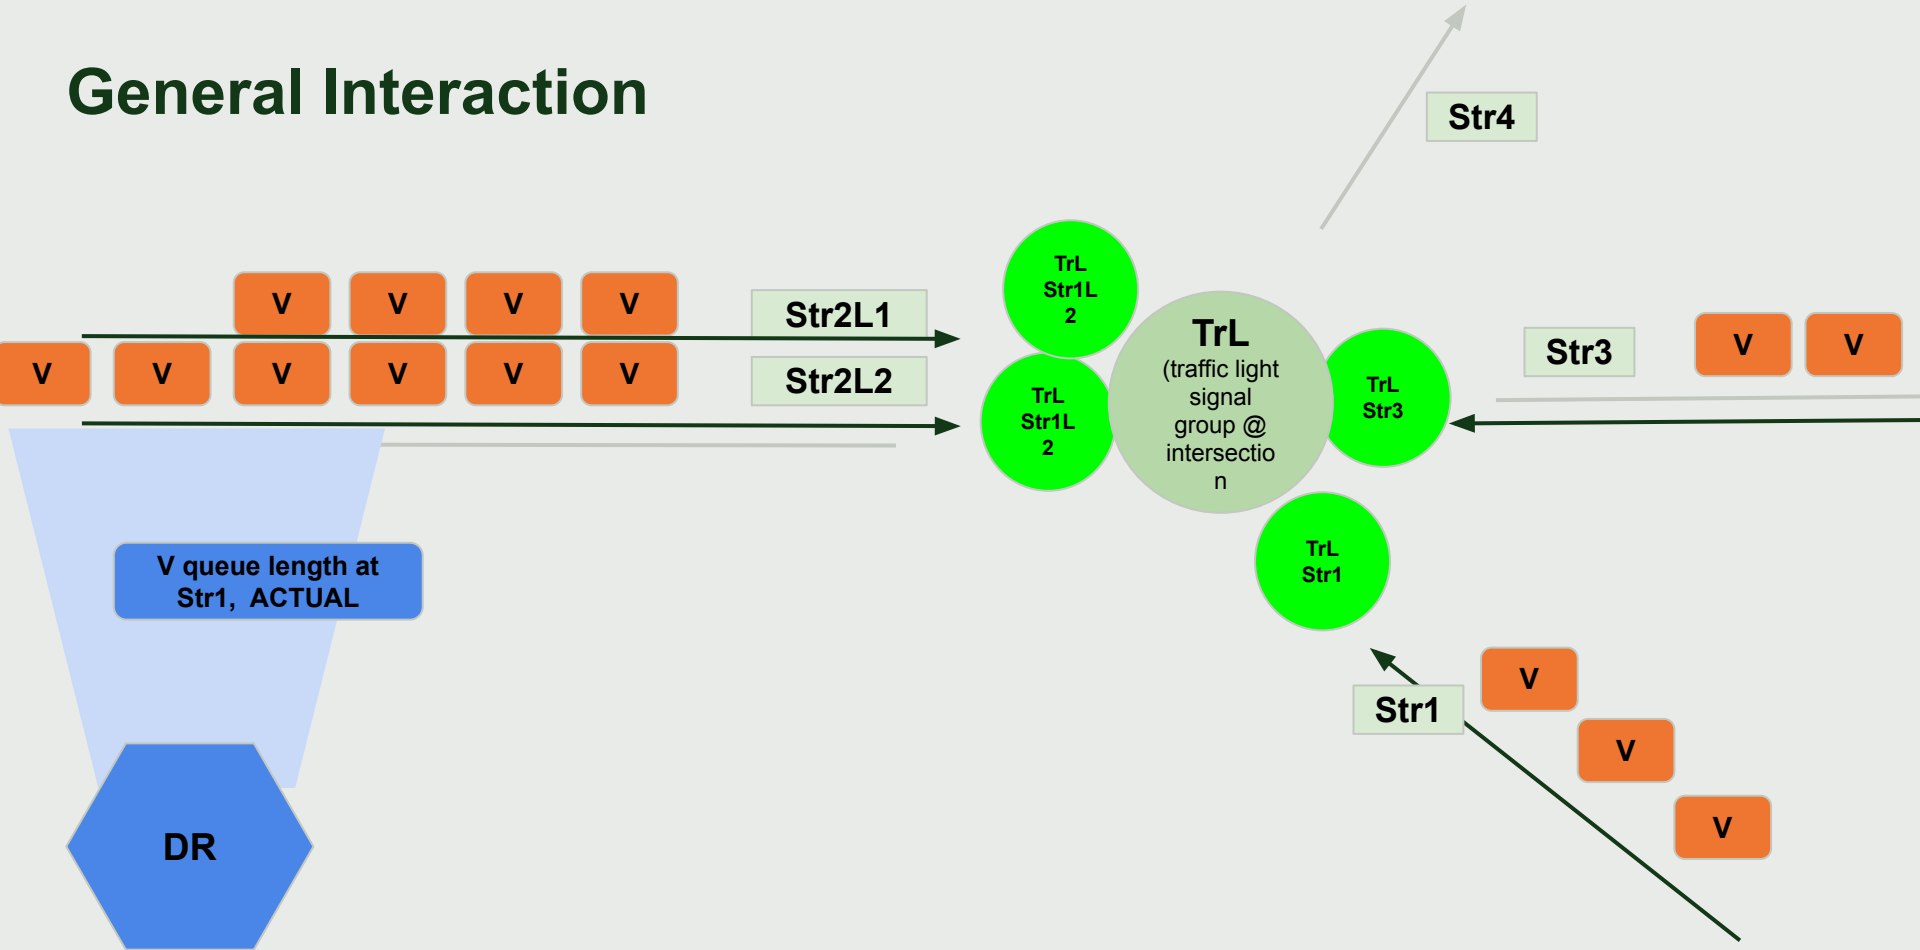 General Interaction
Str4
V V V V
Str2L1
V V V V V V
Str2L2
TrL
Str1L
2
TrL
Str1L
2
TrL
(traffic light
signal
group @
intersectio
n
TrL
Str3
Str3
V V
TrL
Str1
V queue length at
Str1, ACTUAL
Str1
V
V
V
DR